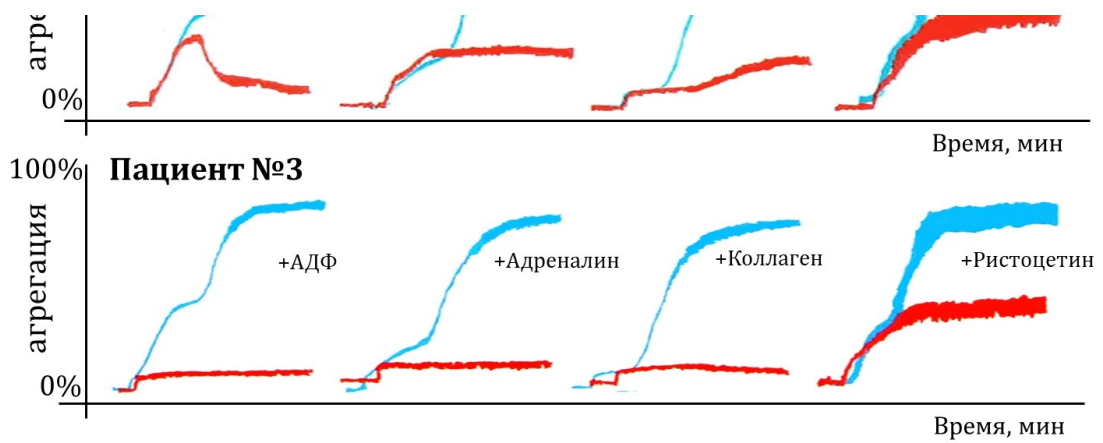 агре
0%
Время, мин
100%
Пациент №3
агрегация
+АДФ
+Адреналин
+Коллаген
+Ристоцетин
0%
Время, мин